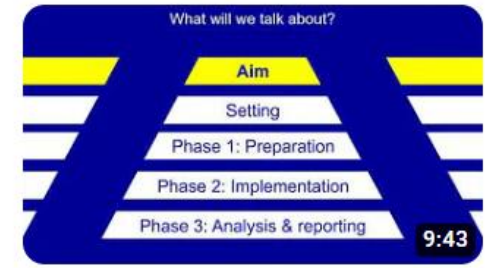 What will we talk about?
Aim
Setting
Phase 1: Preparation
Phase 2: Implementation
Phase 3: Analysis & reporting
9:43